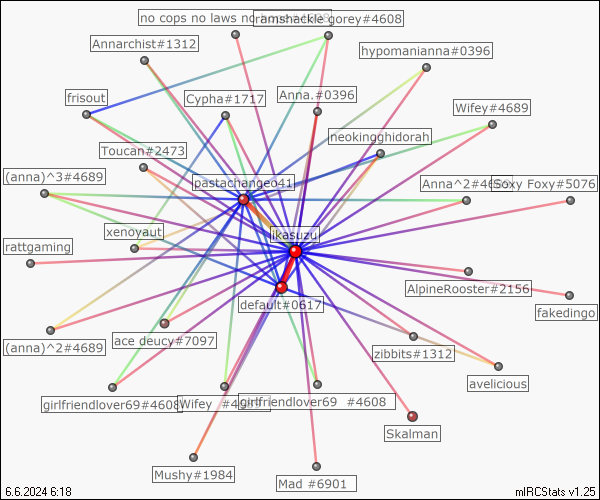 no cops no laws no
ramshackle gorey#4608
Annarchist#1312
hypomanianna#0396
frisout
Cypha#1717
Anna.#0396
Wifey#4689
neokingghidorah
Toucan#2473
(anna)^3#4689
pastachangeo41
Anna^2#4689
Soxy Foxy#5076
xenoyaut
ikasuzu
rattgaming
AlpineRooster#2156
default#0617
fakedingo
ace deucy#7097
(anna)^2#4689
zibbits#1312
avelicious
girlfriendlover69#4608
Wifey
girlfriendlover69 #4608
Skalman
Mushy#1984
Mad #6901
6.6.2024 6:18
mIRCStats v1.25